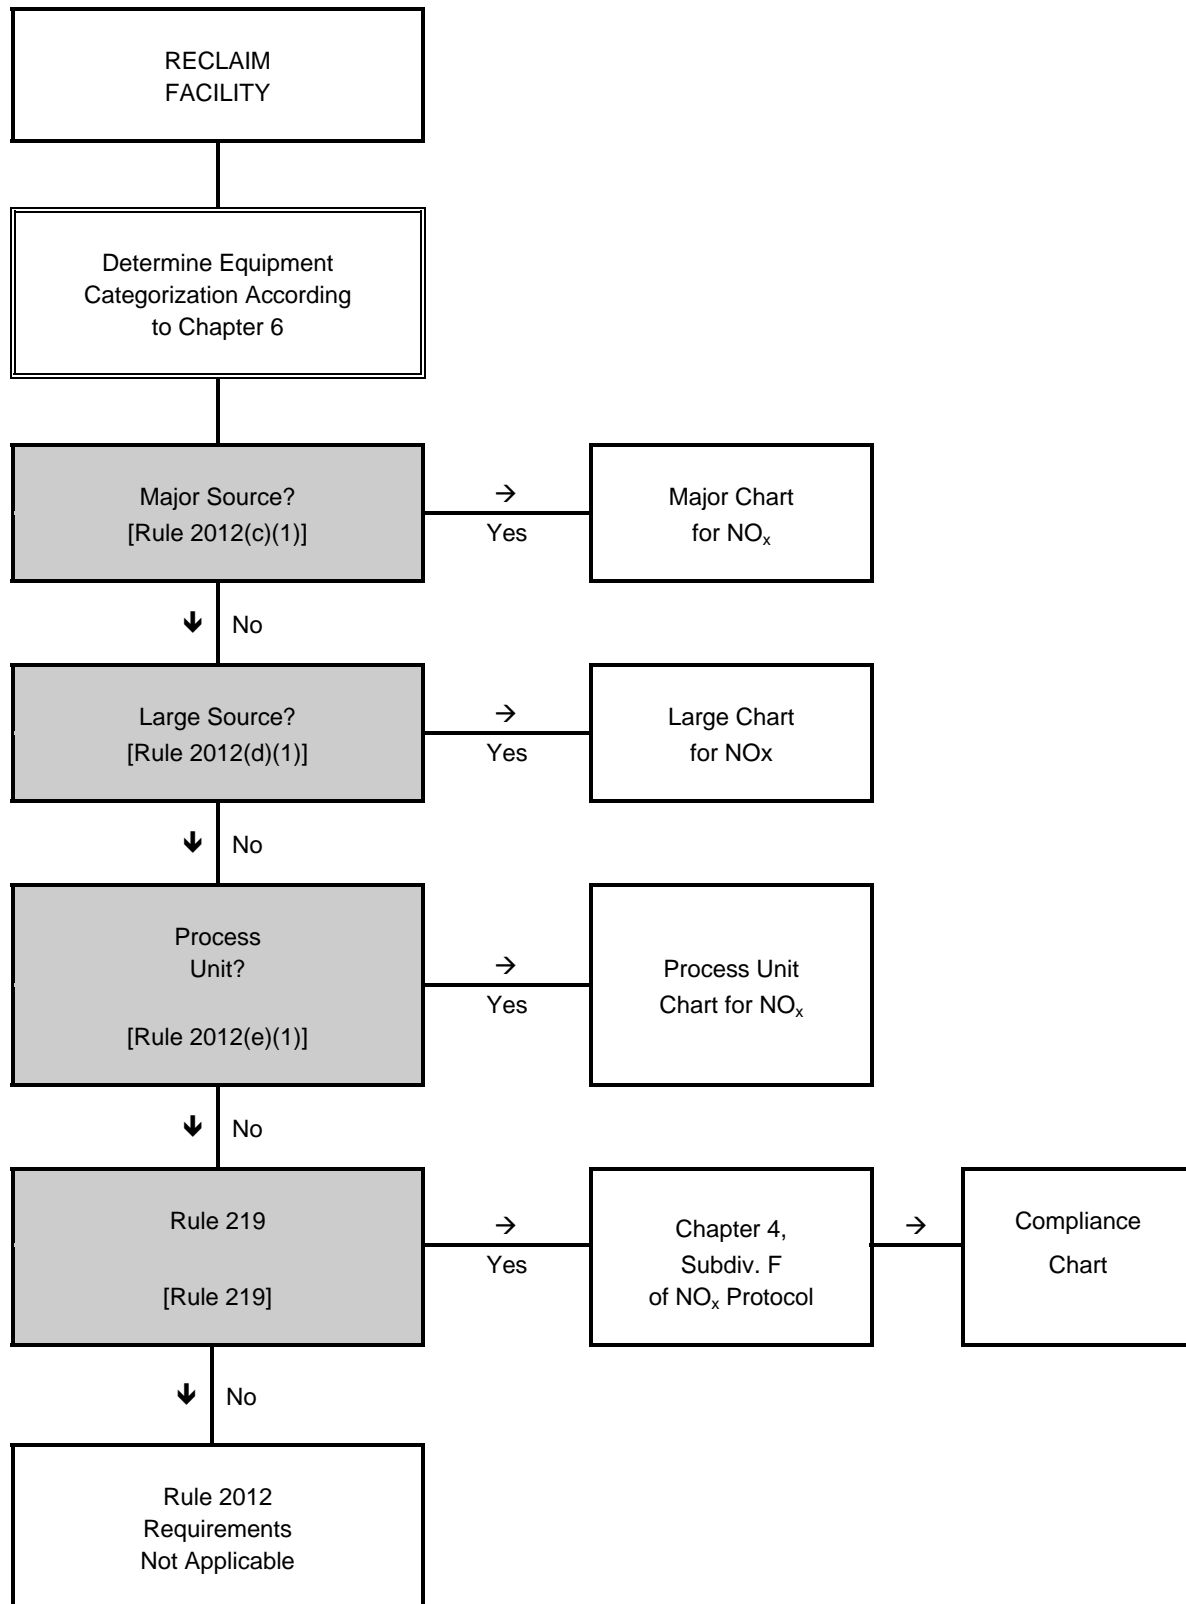 RECLAIM
FACILITY
Determine Equipment
Categorization According
to Chapter 6
Major Source?
[Rule 2012(c)(1)]
→
Yes
Major Chart
for NOₓ
🡻 No
Large Source?
[Rule 2012(d)(1)]
→
Yes
Large Chart
for NOx
🡻 No
Process
Unit?
[Rule 2012(e)(1)]
→
Yes
Process Unit
Chart for NOₓ
🡻 No
Rule 219
[Rule 219]
→
Yes
Chapter 4,
Subdiv. F
of NOₓ Protocol
→
Compliance
Chart
🡻 No
Rule 2012
Requirements
Not Applicable